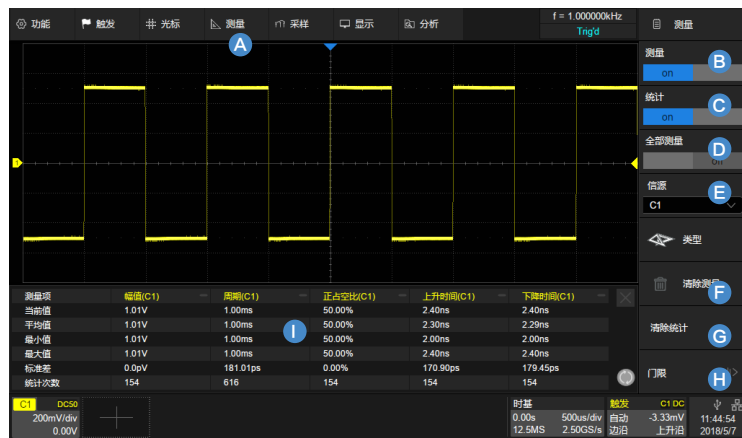 功能 触发 光标 测量 采样 显示 分析 f = 1.000000kHz Trig'd 测量
A
测量
B
on
统计
C
on
全部测量
D
信源
E
C1
类型
F
清除统计
G
门限
H
1
测量项 幅值(C1) 周期(C1) 正占空比(C1) 上升时间(C1) 下降时间(C1)
当前值 1.01V 1.00ms 50.00% 2.40ns 2.40ns
平均值 1.01V 1.00ms 50.00% 2.30ns 2.29ns
最小值 1.01V 1.00ms 50.00% 2.00ns 2.00ns
最大值 1.01V 1.00ms 50.00% 2.40ns 2.40ns
标准差 0.0pV 181.01ps 0.00% 170.90ps 179.45ps
统计次数 154 616 154 154 154
I
C1 DC50
200mV/div
0.00V
时基
0.00s 500us/div
12.5MS 2.50GS/s
触发 C1 DC
自动 -3.33mV
边沿 上升沿
11:44:54
2018/5/7